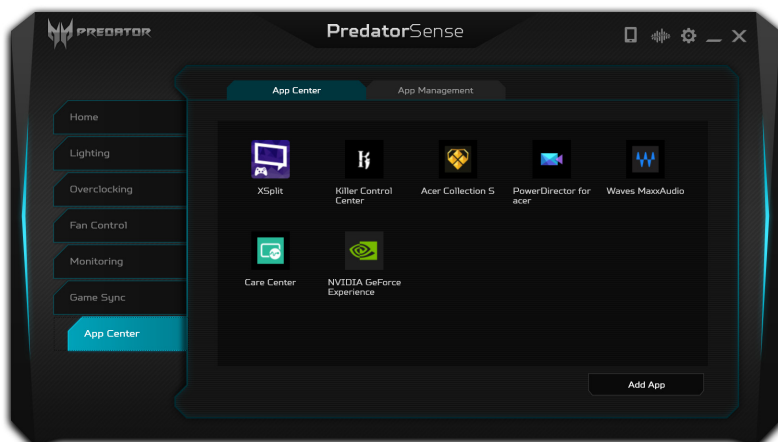 PREDATOR
PredatorSense
App Center
App Management
Home
Lighting
Overclocking
Fan Control
Monitoring
Game Sync
App Center
XSplit
Killer Control
Center
Acer Collection S
PowerDirector for
acer
Waves MaxxAudio
Care Center
NVIDIA GeForce
Experience
Add App